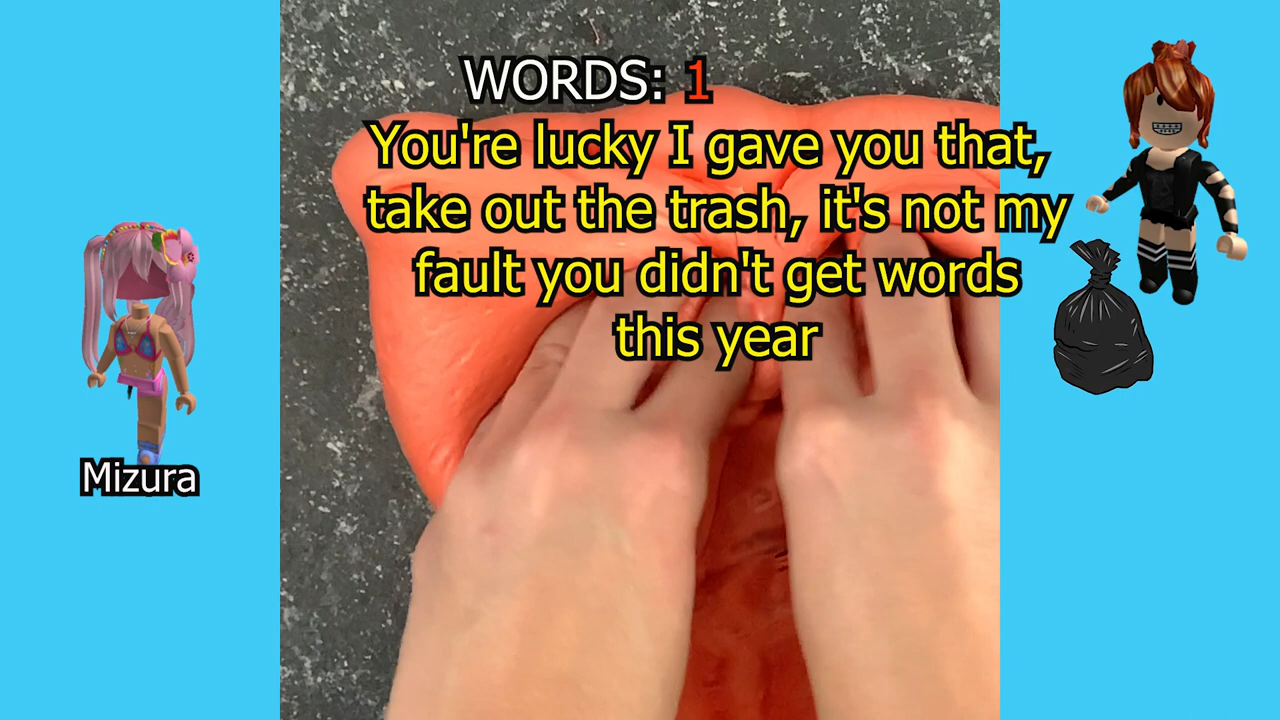 WORDS: 1
You're lucky I gave you that,
take out the trash, it's not my
fault you didn't get words
this year
Mizura